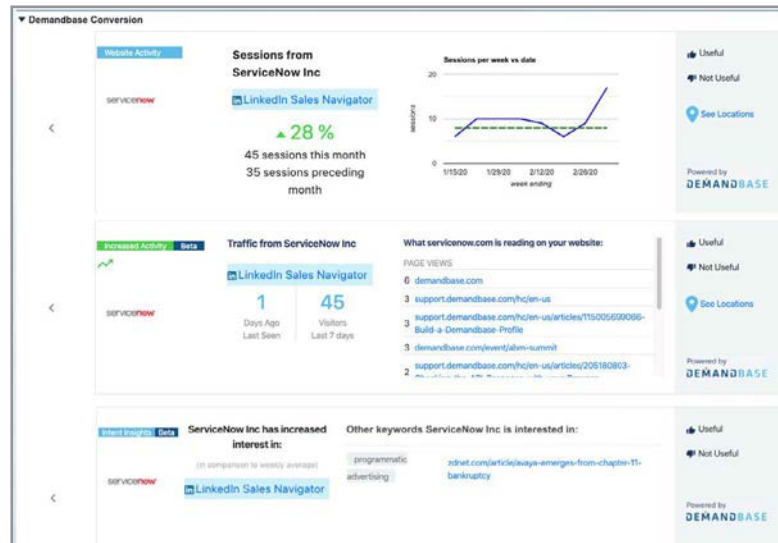 ▼ Demandbase Conversion
Website Activity
servicenow
Sessions from
ServiceNow Inc
LinkedIn Sales Navigator
▲ 28 %
45 sessions this month
35 sessions preceding
month
Sessions per week vs date
sessions
20
10
0
1/15/20 1/29/20 2/12/20 2/26/20
week ending
Useful
Not Useful
See Locations
Powered by
DEMANDBASE
Increased Activity Beta
servicenow
Traffic from ServiceNow Inc
LinkedIn Sales Navigator
1
Days Ago
Last Seen
45
Visitors
Last 7 days
What servicenow.com is reading on your website:
PAGE VIEWS
6 demandbase.com
3 support.demandbase.com/hc/en-us
3 support.demandbase.com/hc/en-us/articles/115005699086-
Build-a-Demandbase-Profile
3 demandbase.com/event/abm-summit
2 support.demandbase.com/hc/en-us/articles/205180803-
Useful
Not Useful
See Locations
Powered by
DEMANDBASE
Intent Insights Beta
servicenow
ServiceNow Inc has increased
interest in:
(in comparison to weekly average)
LinkedIn Sales Navigator
Other keywords ServiceNow Inc is interested in:
programmatic
advertising
zdnet.com/article/avaya-emerges-from-chapter-11-
bankruptcy
Useful
Not Useful
Powered by
DEMANDBASE